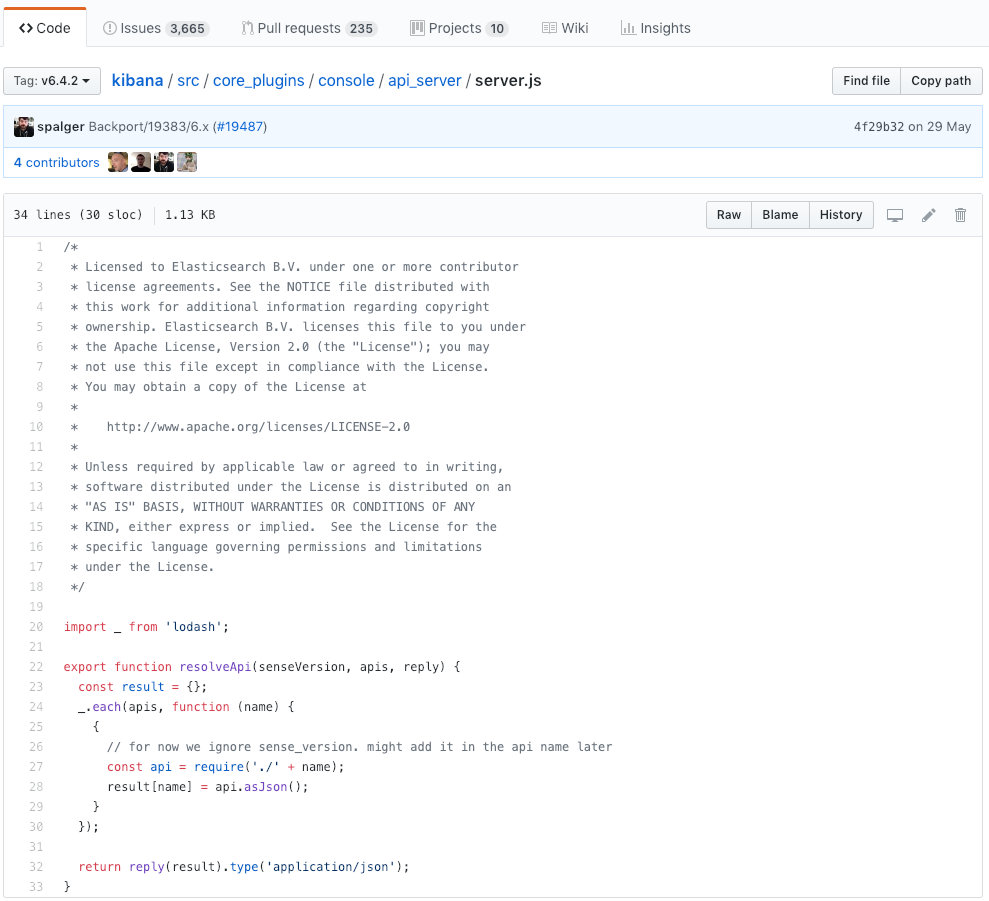 Code Issues 3,665 Pull requests 235 Projects 10 Wiki Insights
Tag: v6.4.2 kibana / src / core_plugins / console / api_server / server.js Find file Copy path
spalger Backport/19383/6.x (#19487) 4f29b32 on 29 May
4 contributors
34 lines (30 sloc) 1.13 KB Raw Blame History
1 /*
2  * Licensed to Elasticsearch B.V. under one or more contributor
3  * license agreements. See the NOTICE file distributed with
4  * this work for additional information regarding copyright
5  * ownership. Elasticsearch B.V. licenses this file to you under
6  * the Apache License, Version 2.0 (the "License"); you may
7  * not use this file except in compliance with the License.
8  * You may obtain a copy of the License at
9  *
10  *    http://www.apache.org/licenses/LICENSE-2.0
11  *
12  * Unless required by applicable law or agreed to in writing,
13  * software distributed under the License is distributed on an
14  * "AS IS" BASIS, WITHOUT WARRANTIES OR CONDITIONS OF ANY
15  * KIND, either express or implied.  See the License for the
16  * specific language governing permissions and limitations
17  * under the License.
18  */
19
20 import _ from 'lodash';
21
22 export function resolveApi(senseVersion, apis, reply) {
23   const result = {};
24   _.each(apis, function (name) {
25     {
26       // for now we ignore sense_version. might add it in the api name later
27       const api = require('./' + name);
28       result[name] = api.asJson();
29     }
30   });
31
32   return reply(result).type('application/json');
33 }